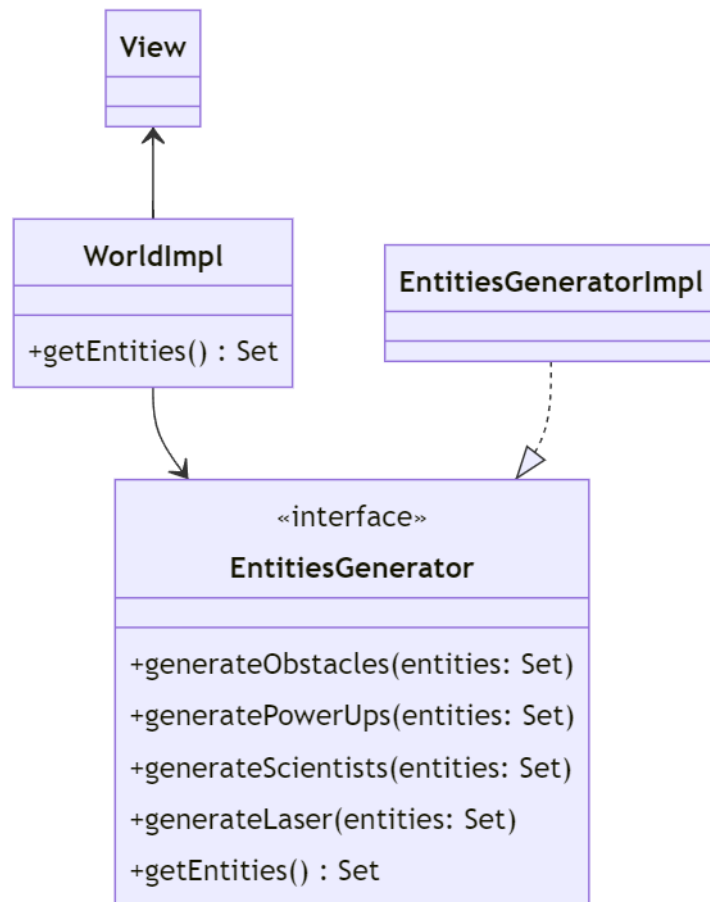 View
WorldImpl
+getEntities() : Set
EntitiesGeneratorImpl
«interface»
EntitiesGenerator
+generateObstacles(entities: Set)
+generatePowerUps(entities: Set)
+generateScientists(entities: Set)
+generateLaser(entities: Set)
+getEntities() : Set